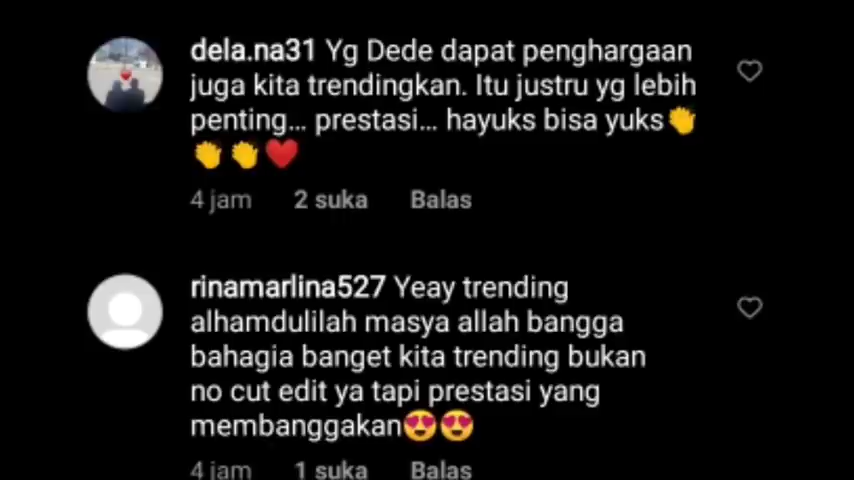 dela.na31 Yg Dede dapat penghargaan
juga kita trendingkan. Itu justru yg lebih
penting... prestasi... hayuks bisa yuks👏
👏👏❤️
4 jam 2 suka Balas
rinamarlina527 Yeay trending
alhamdulilah masya allah bangga
bahagia banget kita trending bukan
no cut edit ya tapi prestasi yang
membanggakan😍😍
4 jam 1 suka Balas